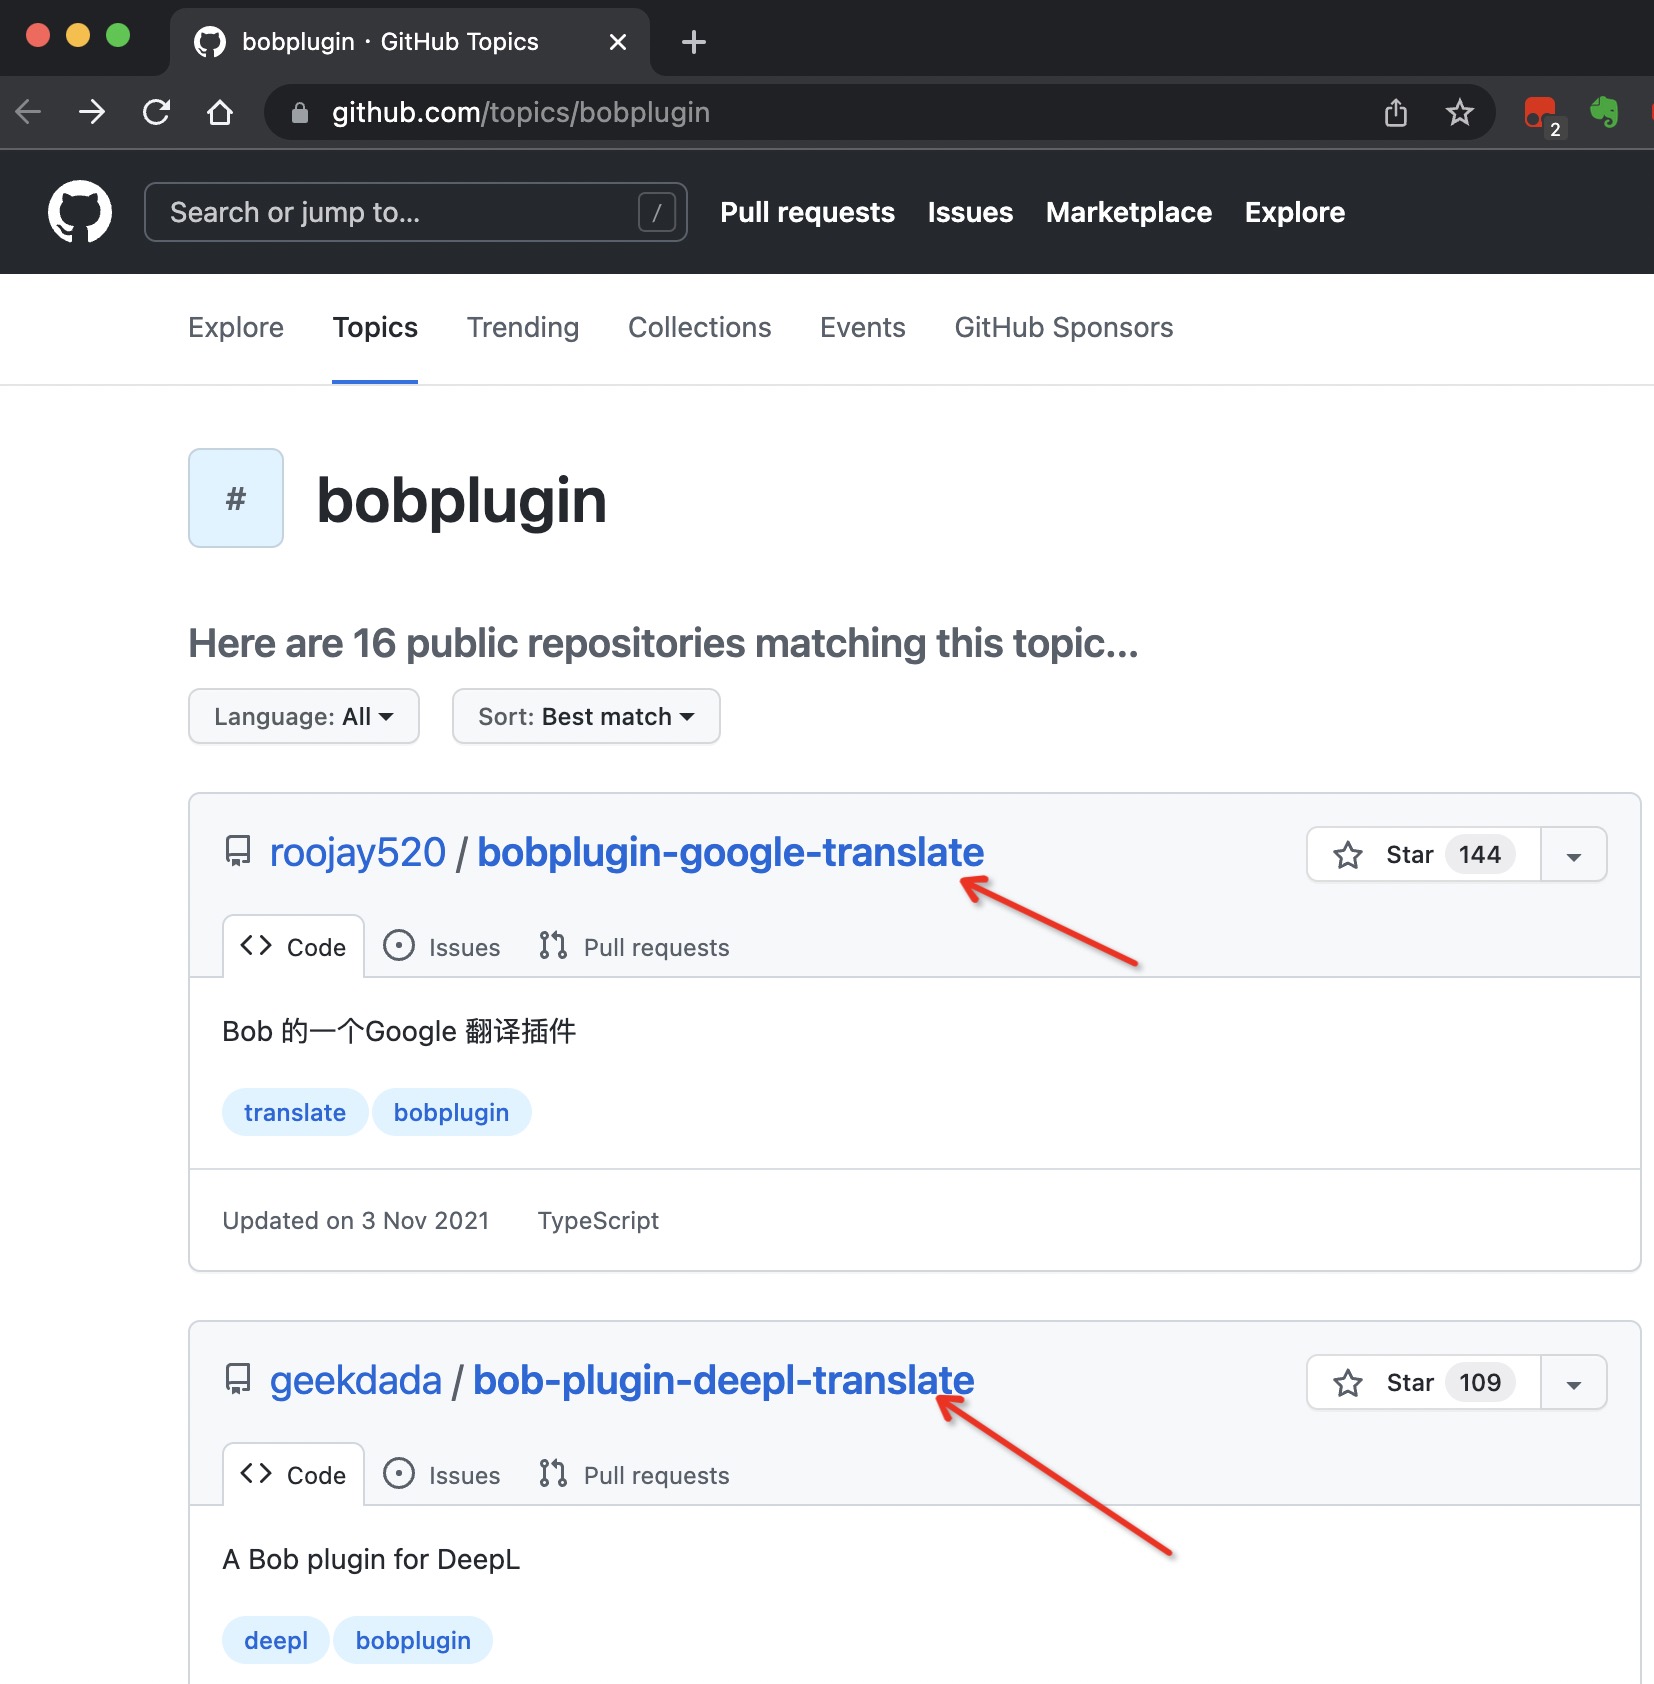 bobplugin · GitHub Topics
github.com/topics/bobplugin
2
Search or jump to... /
Pull requests Issues Marketplace Explore
Explore Topics Trending Collections Events GitHub Sponsors
# bobplugin
Here are 16 public repositories matching this topic...
Language: All Sort: Best match
roojay520 / bobplugin-google-translate Star 144
Code Issues Pull requests
Bob 的一个Google 翻译插件
translate bobplugin
Updated on 3 Nov 2021 TypeScript
geekdada / bob-plugin-deepl-translate Star 109
Code Issues Pull requests
A Bob plugin for DeepL
deepl bobplugin